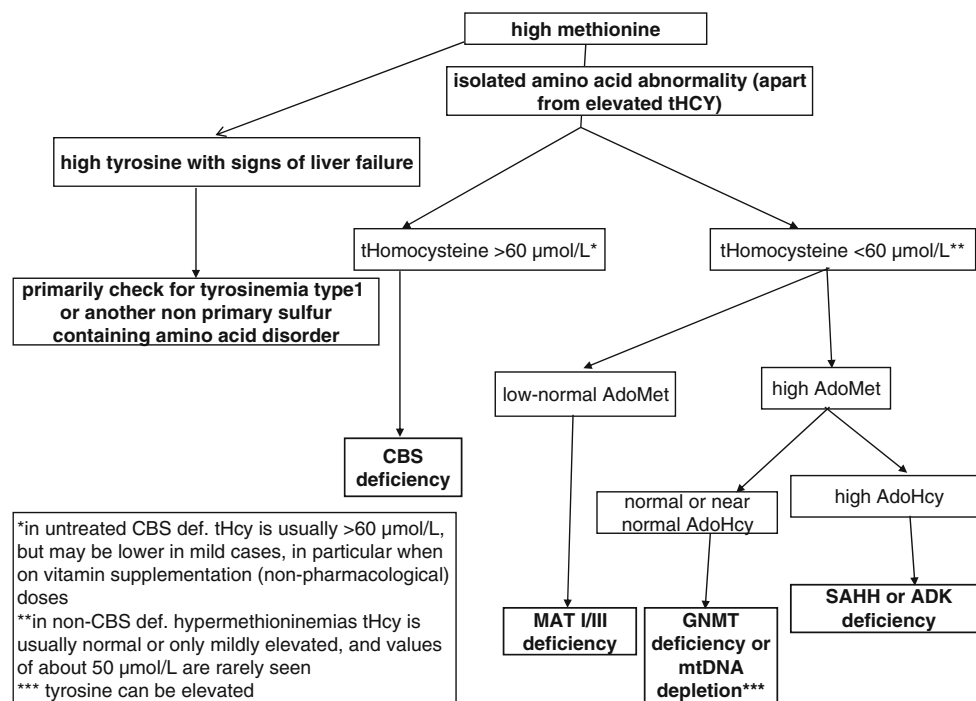 high methionine
isolated amino acid abnormality (apart
from elevated tHCY)
high tyrosine with signs of liver failure
tHomocysteine >60 μmol/L*
tHomocysteine <60 μmol/L**
primarily check for tyrosinemia type1
or another non primary sulfur
containing amino acid disorder
low-normal AdoMet
high AdoMet
CBS
deficiency
normal or near
normal AdoHcy
high AdoHcy
MAT I/III
deficiency
GNMT
deficiency or
mtDNA
depletion***
SAHH or ADK
deficiency
*in untreated CBS def. tHcy is usually >60 μmol/L,
but may be lower in mild cases, in particular when
on vitamin supplementation (non-pharmacological)
doses
**in non-CBS def. hypermethioninemias tHcy is
usually normal or only mildly elevated, and values
of about 50 μmol/L are rarely seen
*** tyrosine can be elevated